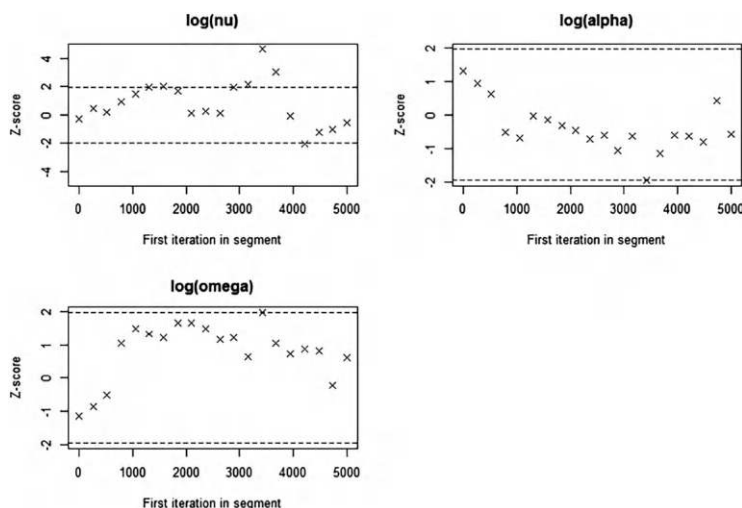 log(nu)
Z-score
4
2
0
-2
-4
0 1000 2000 3000 4000 5000
First iteration in segment
log(alpha)
Z-score
2
1
0
-1
-2
0 1000 2000 3000 4000 5000
First iteration in segment
log(omega)
Z-score
2
1
0
-1
-2
0 1000 2000 3000 4000 5000
First iteration in segment